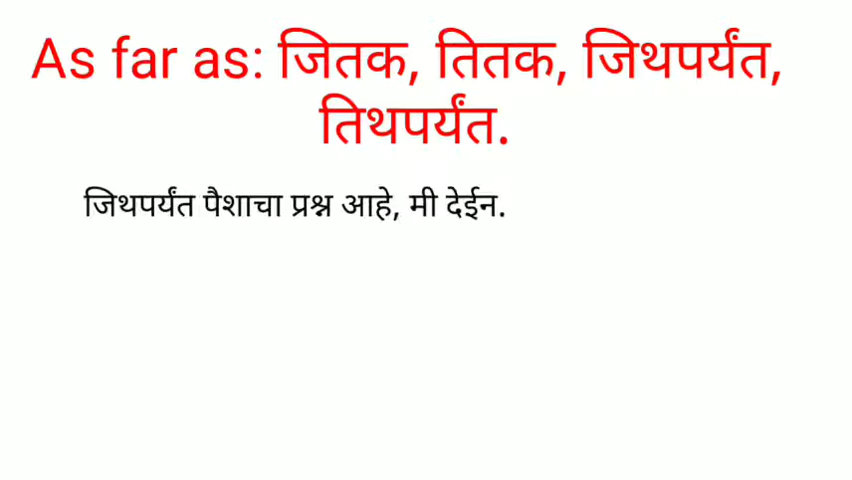 As far as: जितक, तितक, जिथपर्यंत,
तिथपर्यंत.
जिथपर्यंत पैशाचा प्रश्न आहे, मी देईन.